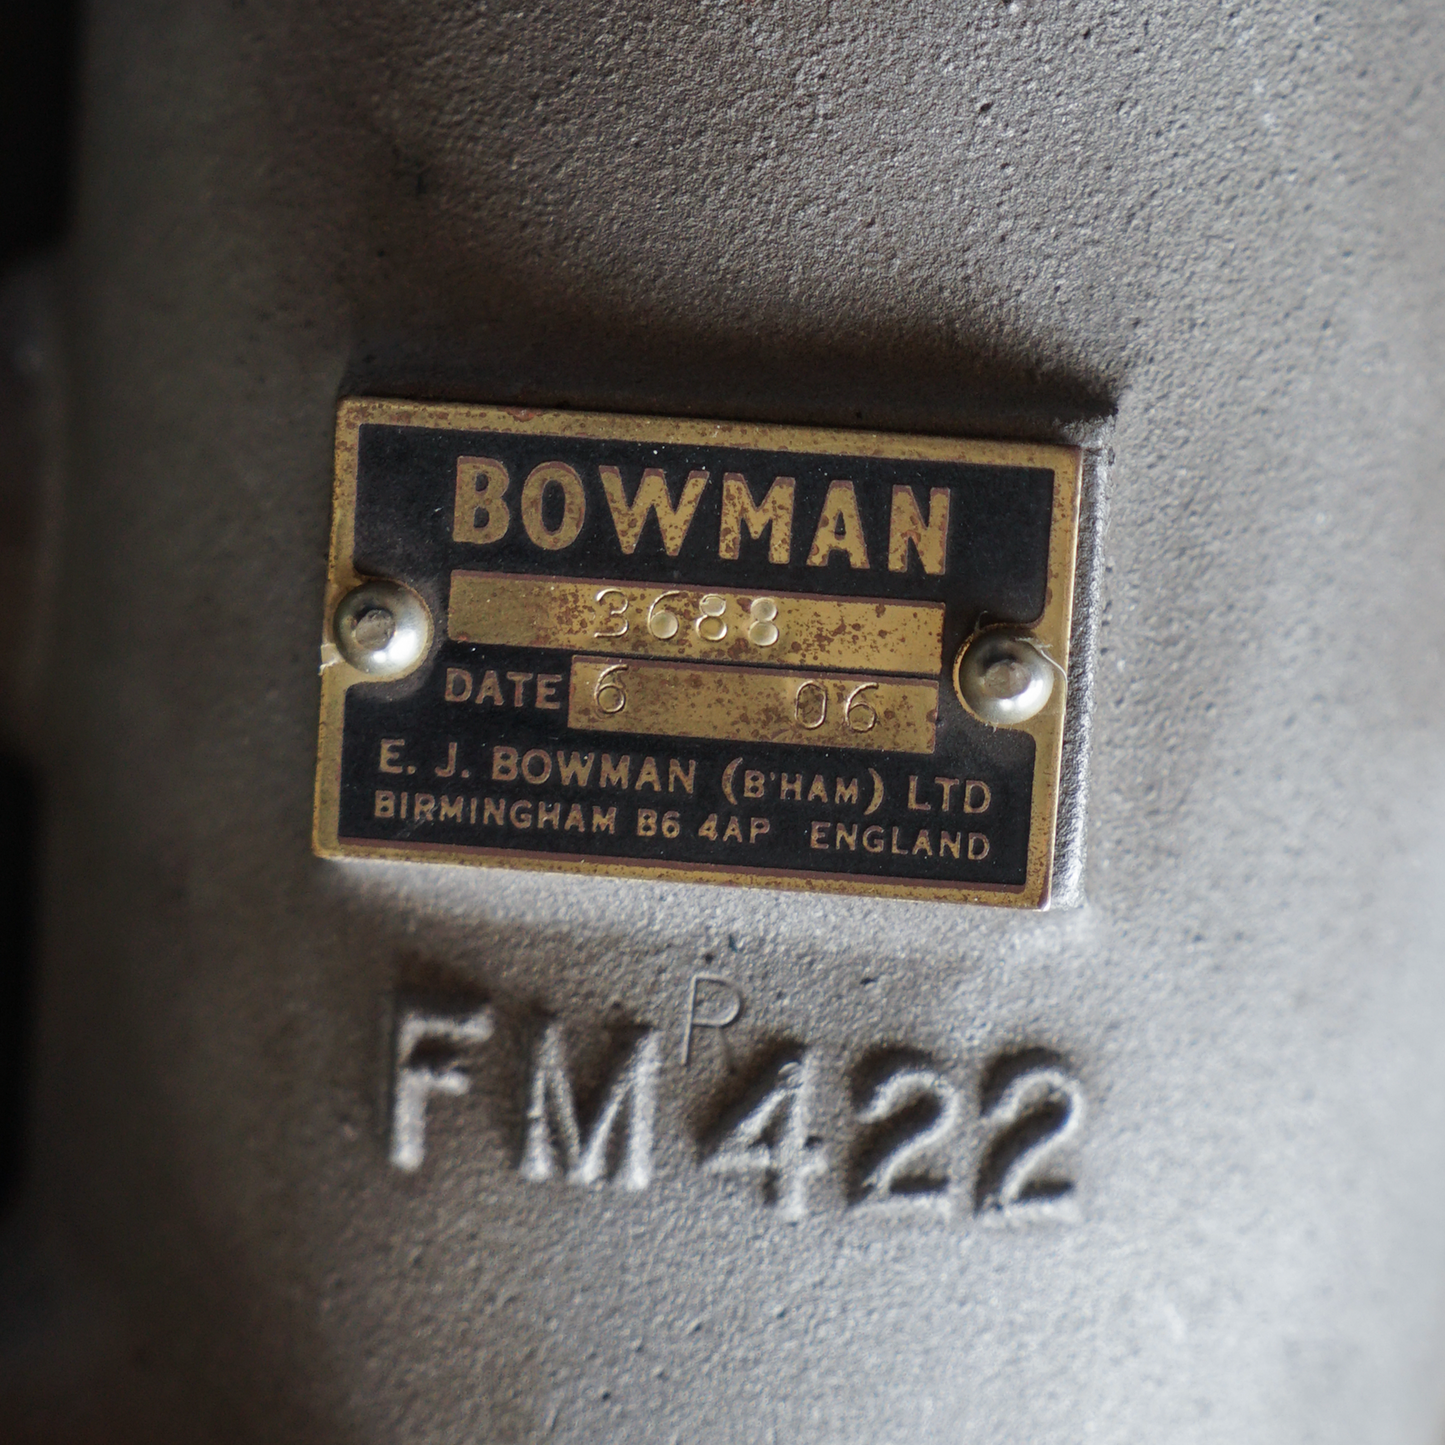 BOWMAN
3688
DATE 6 06
E. J. BOWMAN (B'HAM) LTD
BIRMINGHAM B6 4AP ENGLAND
P
FM 422